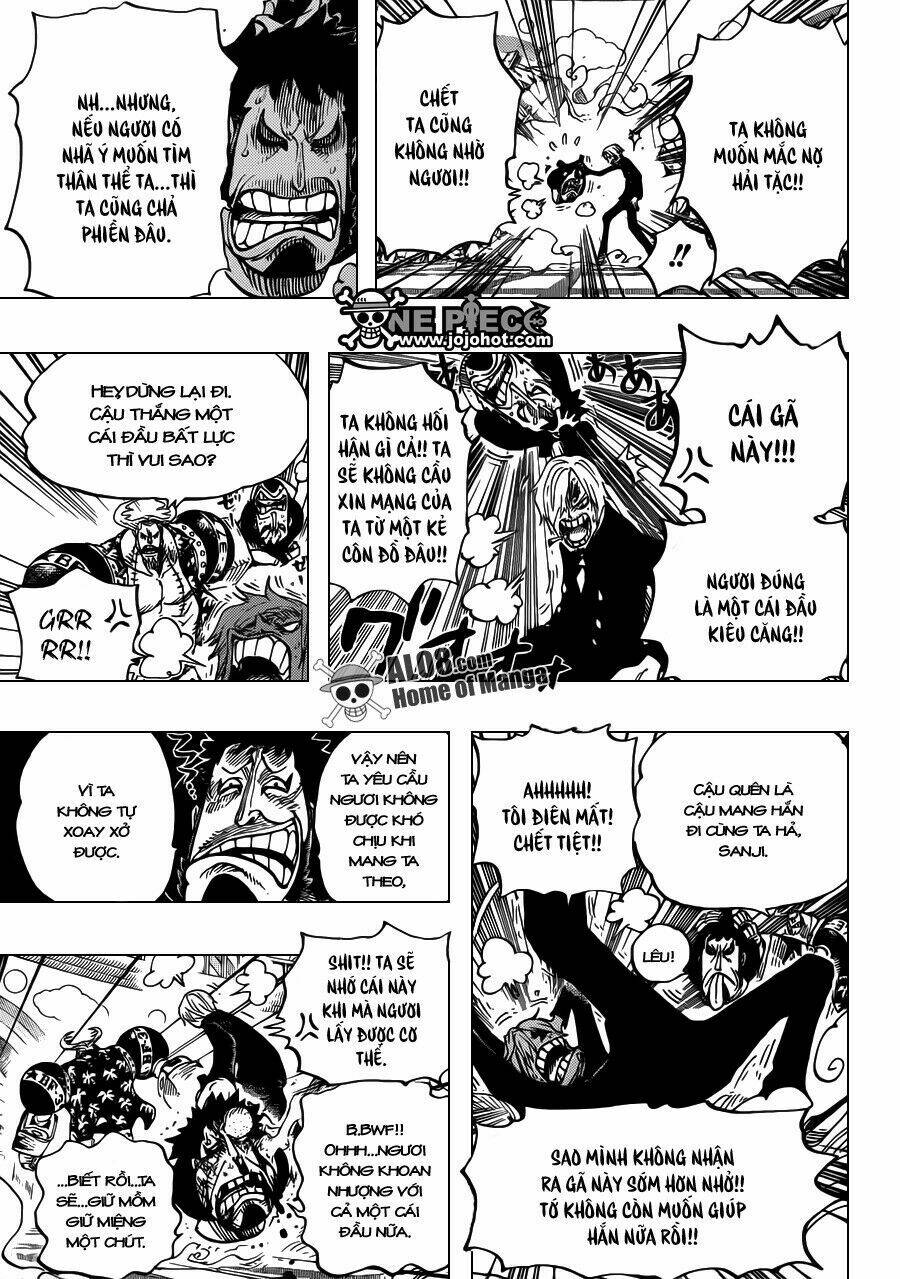 TA KHÔNG
MUỐN MẮC NỢ
HẢI TẶC!!
CHẾT
TA CŨNG
KHÔNG NHỜ
NGƯỜI!!
!!
NH...NHƯNG,
NẾU NGƯỜI CÓ
NHÃ Ý MUỐN TÌM
THÂN THỂ TA...THÌ
TA CŨNG CHẢ
PHIỀN ĐÂU.
ONE PIECE
www.jojohot.com
CÁI GÃ
NÀY!!!
NGƯỜI ĐÚNG
LÀ MỘT CÁI ĐẦU
KIÊU CĂNG!!
TA KHÔNG HỐI
HẬN GÌ CẢ!! TA
SẼ KHÔNG CẦU
XIN MẠNG CỦA
TA TỪ MỘT KẺ
CÔN ĐỒ ĐÂU!!
HEY,DỪNG LẠI ĐI.
CẬU THẮNG MỘT
CÁI ĐẦU BẤT LỰC
THÌ VUI SAO?
GRR
RR!!
AL08.com
Home of Manga
CẬU QUÊN LÀ
CẬU MANG HẮN
ĐI CÙNG TA HẢ,
SANJI.
AHHHHH!
TÔI ĐIÊN MẤT!
CHẾT TIỆT!!
LÊU!
SAO MÌNH KHÔNG NHẬN
RA GÃ NÀY SỚM HƠN NHỞ!!
TỚ KHÔNG CÒN MUỐN GIÚP
HẮN NỮA RỒI!!
VẬY NÊN
TA YÊU CẦU
NGƯƠI KHÔNG
ĐƯỢC KHÓ
CHỊU KHI
MANG TA
THEO,
VÌ TA
KHÔNG TỰ
XOAY XỞ
ĐƯỢC.
SHIT!! TA SẼ
NHỚ CÁI NÀY
KHI MÀ NGƯỜI
LẤY ĐƯỢC CƠ
THỂ.
B.BWF!!
OHHH...NGƯƠI
KHÔNG KHOAN
NHƯỢNG VỚI
CẢ MỘT CÁI
ĐẦU NỮA.
...BIẾT RỒI..TA
SẼ...GIỮ MỒM
GIỮ MIỆNG
MỘT CHÚT.